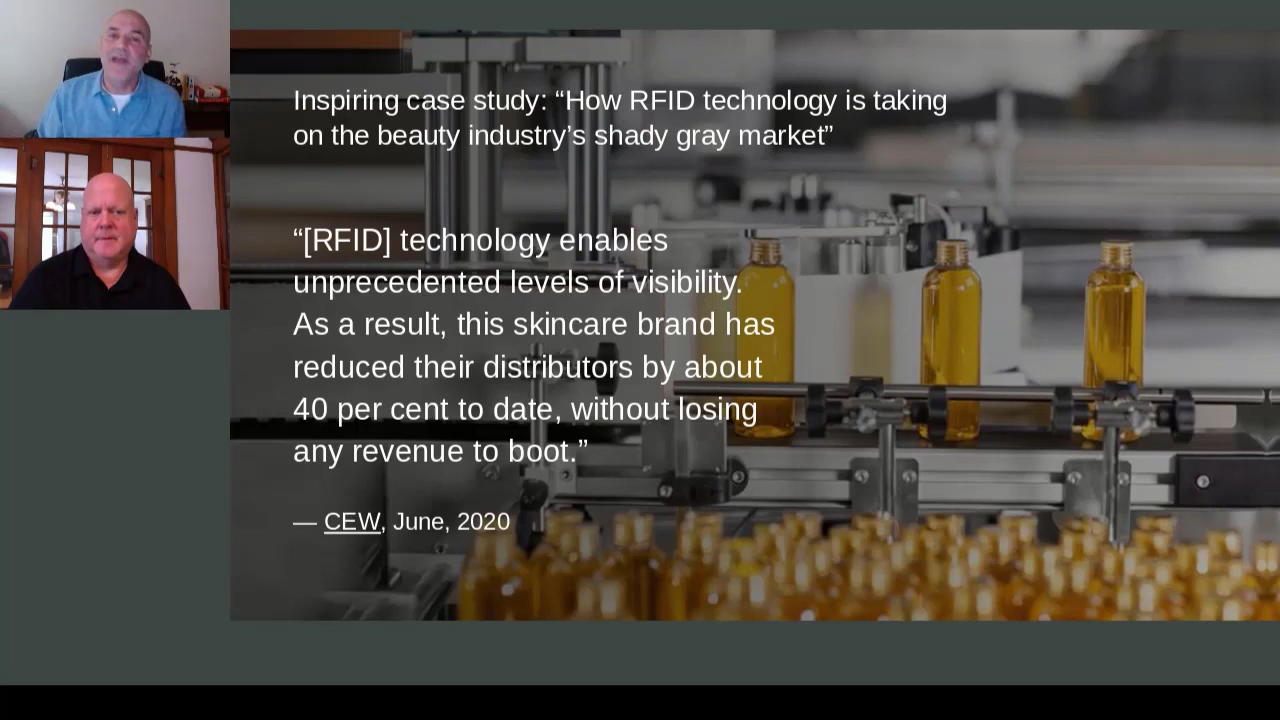 Inspiring case study: “How RFID technology is taking
on the beauty industry’s shady gray market”
“[RFID] technology enables
unprecedented levels of visibility.
As a result, this skincare brand has
reduced their distributors by about
40 per cent to date, without losing
any revenue to boot.”
— CEW, June, 2020